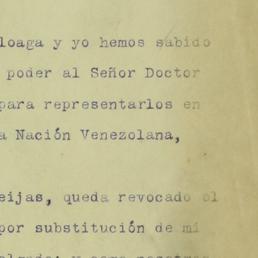 loaga y yo hemos sabido
poder al Señor Doctor
para representarlos en
a Nación Venezolana,
eijas, queda revocado el
por substitución de mi